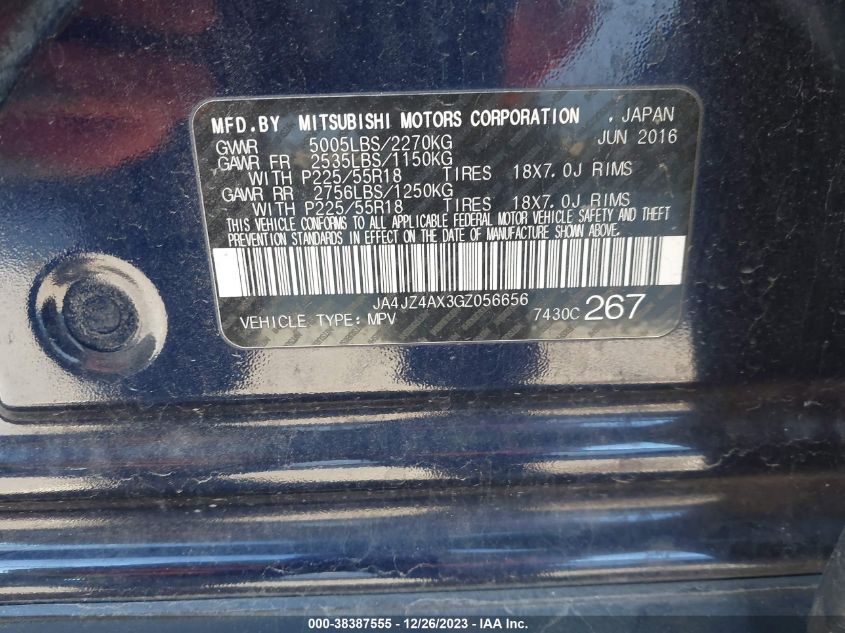 MFD.BY MITSUBISHI MOTORS CORPORATION , JAPAN
GVWR 5005LBS/2270KG JUN 2016
GAWR FR 2535LBS/1150KG
WITH P225/55R18 TIRES 18X7.0J RIMS
GAWR RR 2756LBS/1250KG
WITH P225/55R18 TIRES 18X7.0J RIMS
THIS VEHICLE CONFORMS TO ALL APPLICABLE FEDERAL MOTOR VEHICLE SAFETY AND THEFT
PREVENTION STANDARDS IN EFFECT ON THE DATE OF MANUFACTURE SHOWN ABOVE.
JA4JZ4AX3GZ056656
VEHICLE TYPE: MPV 7430C 267
000-38387555 - 12/26/2023 - © IAA Inc.